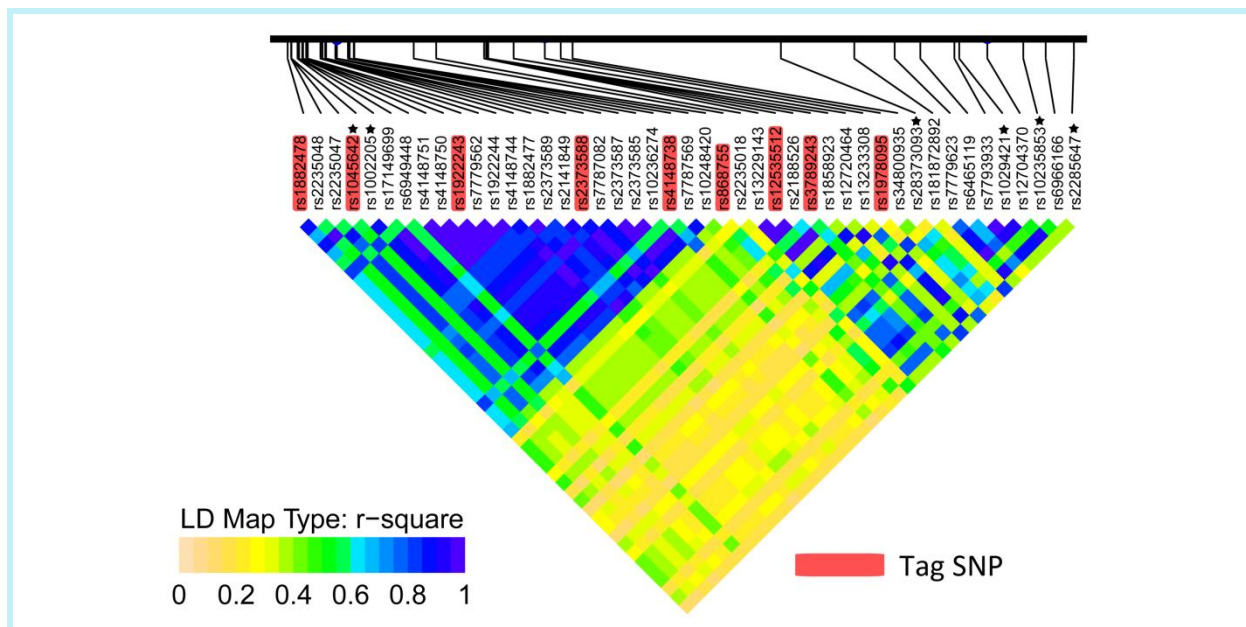 rs1882478
rs2235048
rs2235047
rs1045642★
rs1002205★
rs17149699
rs6949448
rs4148751
rs4148750
rs1922243
rs7779562
rs1922244
rs4148744
rs1882477
rs2373589
rs2141849
rs2373588
rs7787082
rs2373587
rs2373585
rs10236274
rs4148738
rs7787569
rs10248420
rs868755
rs2235018
rs13229143
rs12535512
rs2188526
rs3789243
rs1858923
rs12720464
rs13233308
rs1978095
rs34800935
rs28373093★
rs181872892
rs7779623
rs6465119
rs7793933
rs1029421★
rs12704370
rs10235853★
rs6966166
rs2285647★
LD Map Type: r−square
0 0.2 0.4 0.6 0.8 1
Tag SNP